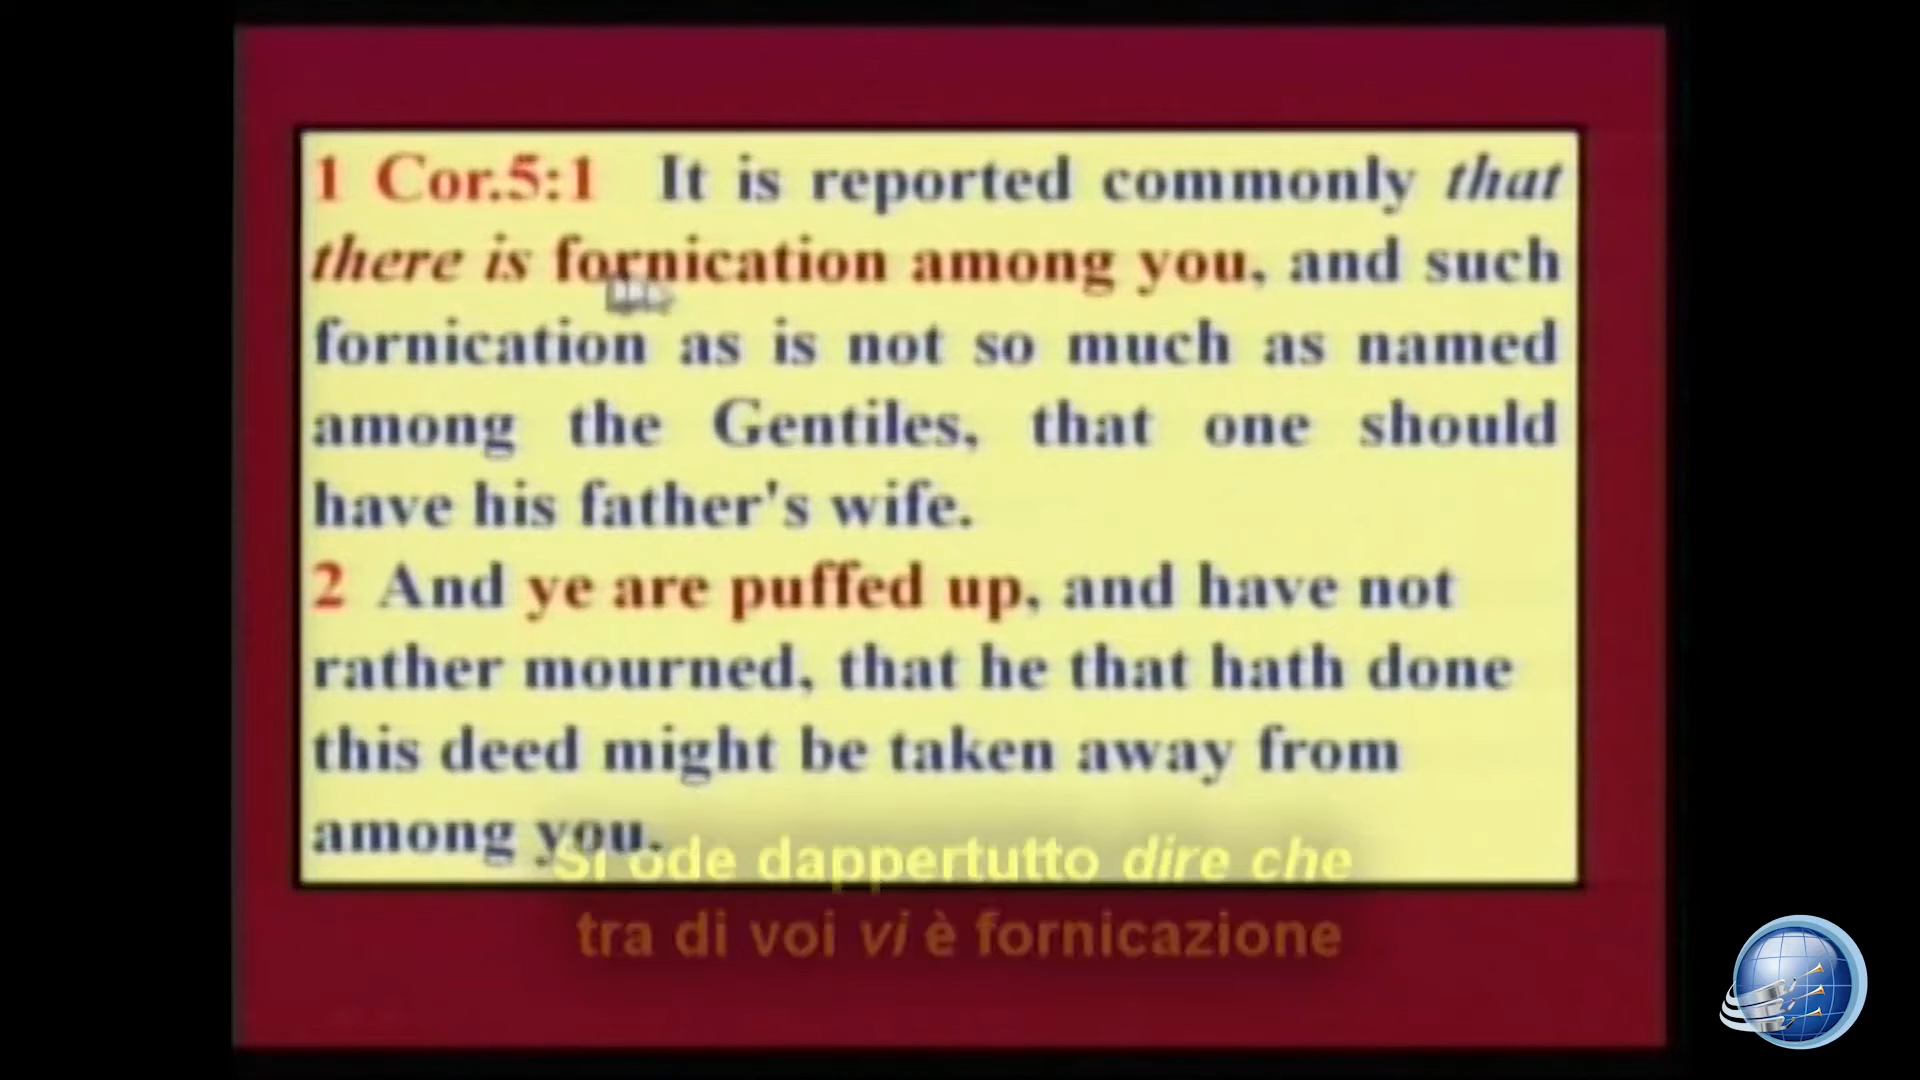 1 Cor.5:1 It is reported commonly that
there is fornication among you, and such
fornication as is not so much as named
among the Gentiles, that one should
have his father's wife.
2 And ye are puffed up, and have not
rather mourned, that he that hath done
this deed might be taken away from
among you.
Si ode dappertutto dire che
tra di voi vi è fornicazione